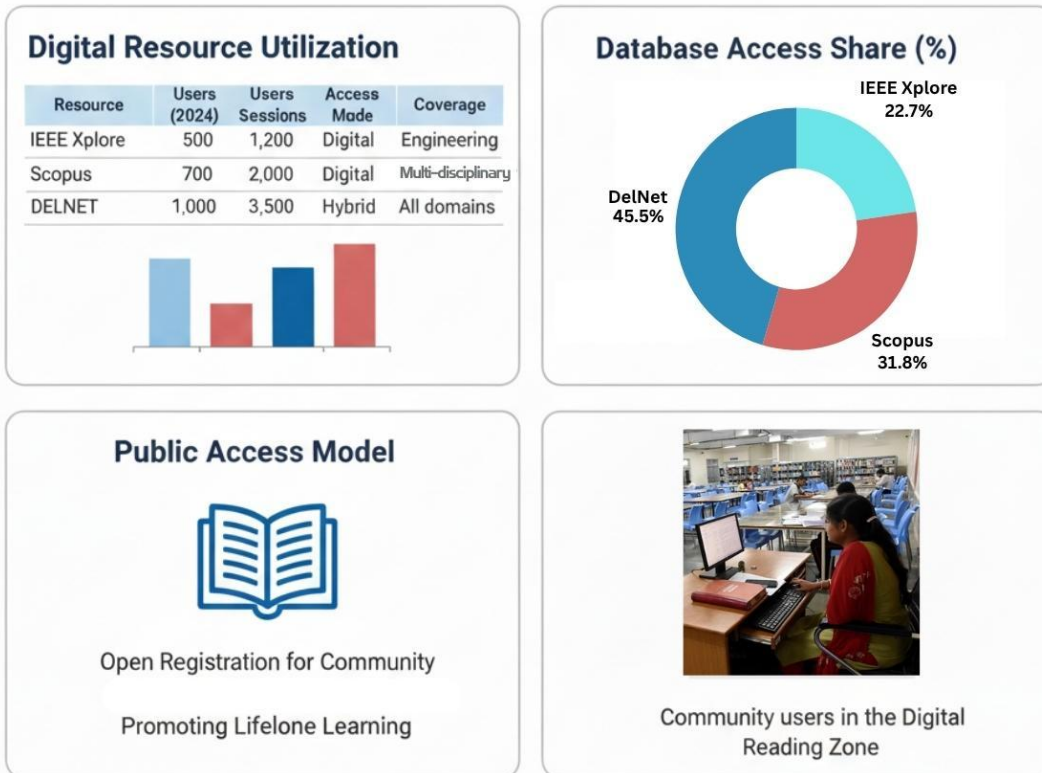 Digital Resource Utilization
Resource Users (2024) Users Sessions Access Made Coverage
IEEE Xplore 500 1,200 Digital Engineering
Scopus 700 2,000 Digital Multi-disciplinary
DELNET 1,000 3,500 Hybrid All domains
Database Access Share (%)
IEEE Xplore
22.7%
DelNet
45.5%
Scopus
31.8%
Public Access Model
Open Registration for Community
Promoting Lifelone Learning
Community users in the Digital
Reading Zone